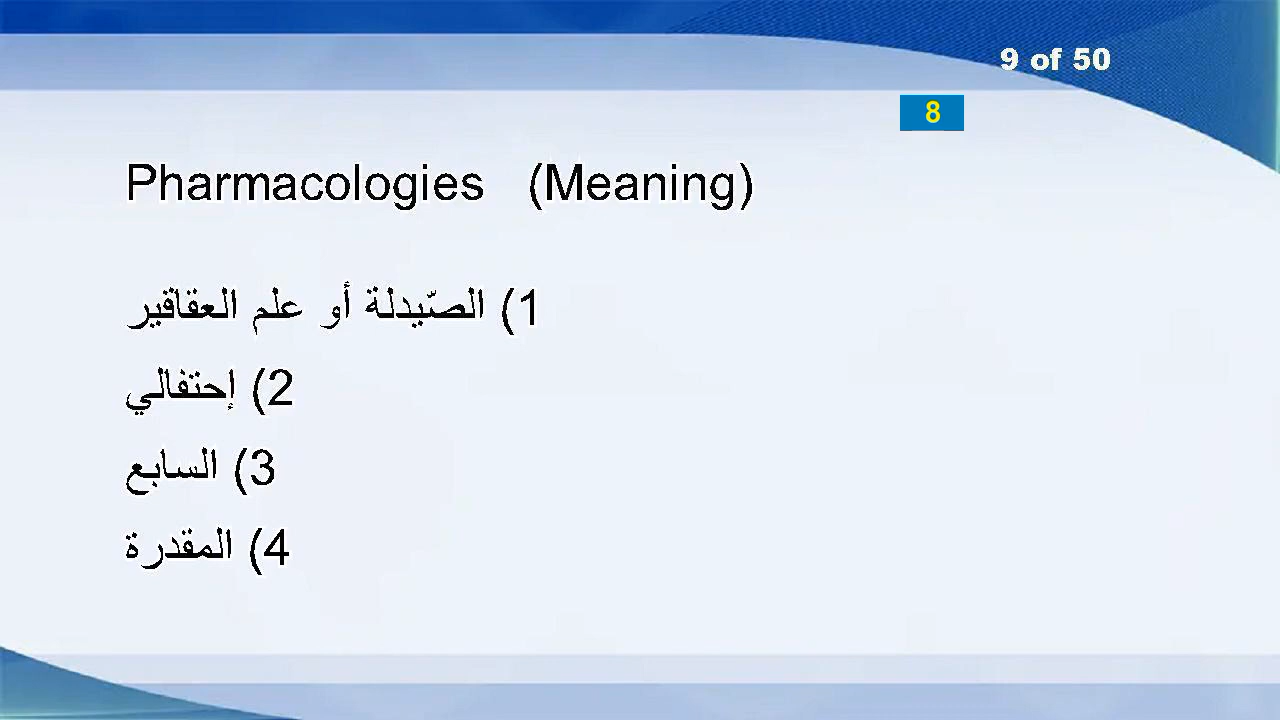 9 of 50
8
Pharmacologies (Meaning)
1) الصّيدلة أو علم العقاقير
2) إحتفالي
3) السابع
4) المقدرة